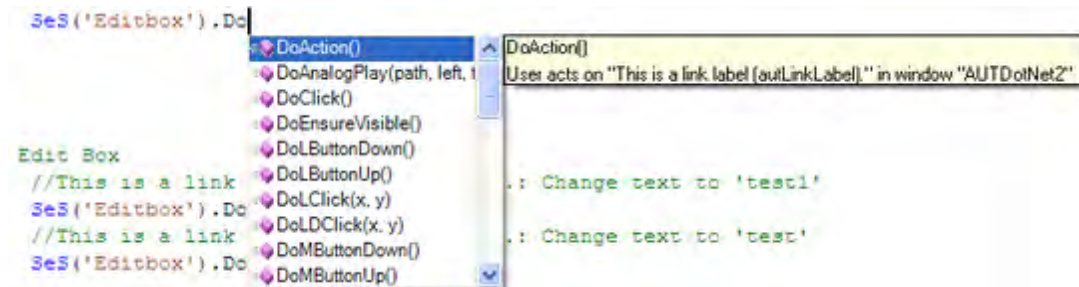 SeS('Editbox').Do
DoAction()
DoAction()
DoAnalogPlay(path, left, t
User acts on "This is a link label (autLinkLabel)." in window "AUTDotNet2"
DoClick()
DoEnsureVisible()
DoLButtonDown()
Edit Box
DoLButtonUp()
//This is a link
.: Change text to 'test1'
DoLClick(x, y)
SeS('Editbox').Do
DoLDClick(x, y)
//This is a link
.: Change text to 'test'
DoMButtonDown()
SeS('Editbox').Do
DoMButtonUp()